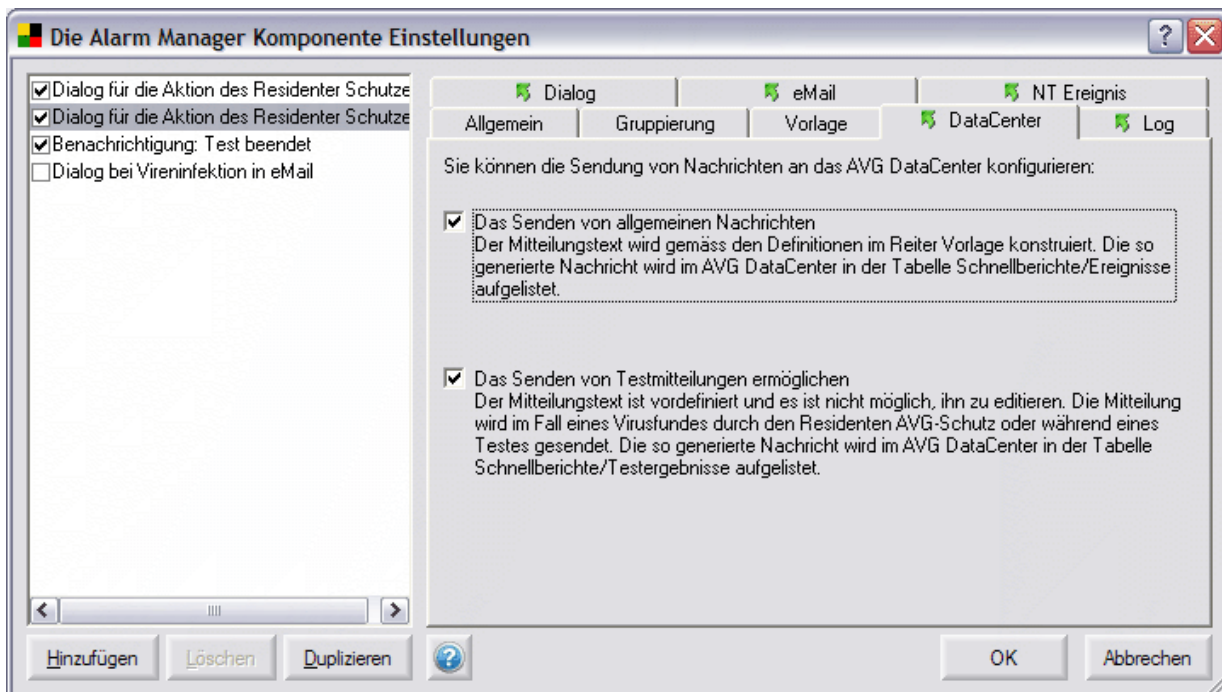 Die Alarm Manager Komponente Einstellungen
Dialog für die Aktion des Residenter Schutze
Dialog für die Aktion des Residenter Schutze
Benachrichtigung: Test beendet
Dialog bei Vireninfektion in eMail
Dialog
eMail
NT Ereignis
Allgemein
Gruppierung
Vorlage
DataCenter
Log
Sie können die Sendung von Nachrichten an das AVG DataCenter konfigurieren:
Das Senden von allgemeinen Nachrichten
Der Mitteilungstext wird gemäss den Definitionen im Reiter Vorlage konstruiert. Die so
generierte Nachricht wird im AVG DataCenter in der Tabelle Schnellberichte/Ereignisse
aufgelistet.
Das Senden von Testmitteilungen ermöglichen
Der Mitteilungstext ist vordefiniert und es ist nicht möglich, ihn zu editieren. Die Mitteilung
wird im Fall eines Virusfundes durch den Residenten AVG-Schutz oder während eines
Testes gesendet. Die so generierte Nachricht wird im AVG DataCenter in der Tabelle
Schnellberichte/Testergebnisse aufgelistet.
Hinzufügen
Löschen
Duplizieren
OK
Abbrechen